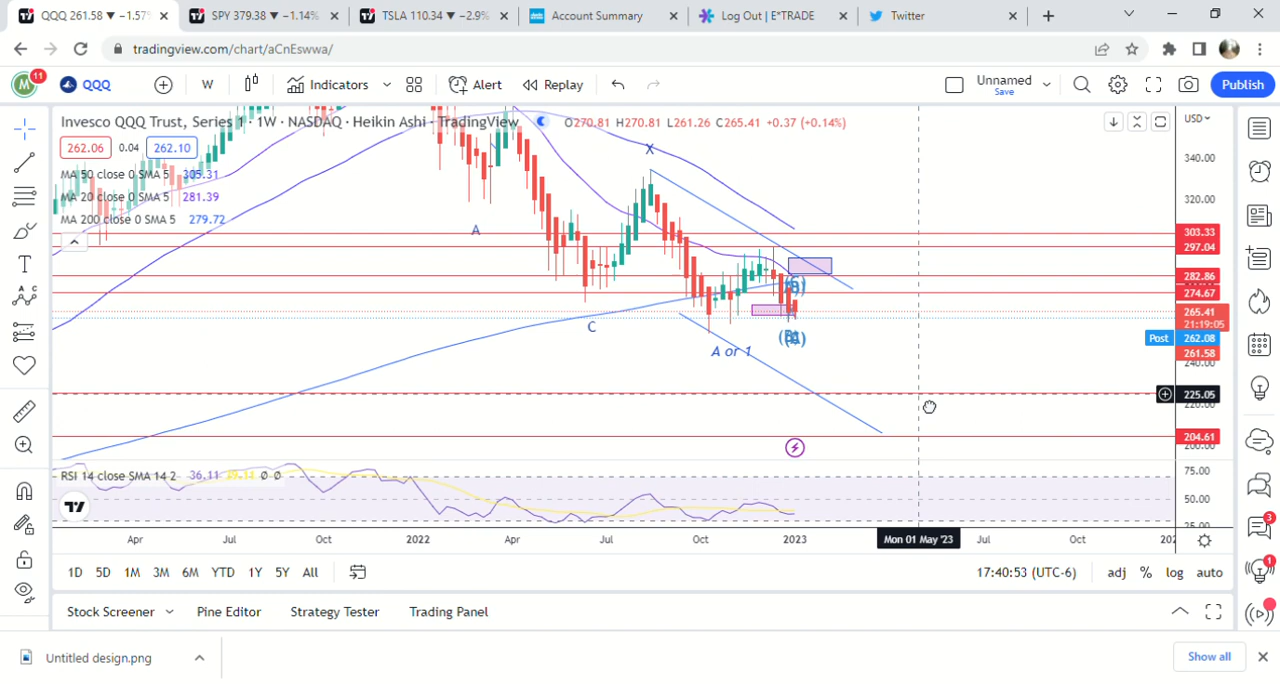 QQQ 261.58 ▼ −1.57%
SPY 379.38 ▼ −1.14%
TSLA 110.34 ▼ −2.9%
Account Summary
Log Out | E*TRADE
Twitter
tradingview.com/chart/aCnEswwa/
M
11
QQQ
W
Indicators
Alert
Replay
Unnamed
Save
Publish
Invesco QQQ Trust, Series 1 · 1W · NASDAQ · Heikin Ashi · TradingView
O270.81 H270.81 L261.26 C265.41 +0.37 (+0.14%)
USD
262.06 0.04 262.10
MA 50 close 0 SMA 5 305.31
MA 20 close 0 SMA 5 281.39
MA 200 close 0 SMA 5 279.72
X
A
C
A or 1
340.00
320.00
303.33
297.04
282.86
274.67
265.41
21:19:05
Post 262.08
261.58
240.00
225.05
220.00
204.61
RSI 14 close SMA 14 2 36.11 Ø Ø
75.00
50.00
25.00
Apr Jul Oct 2022 Apr Jul Oct 2023 Mon 01 May '23 Jul Oct
1D 5D 1M 3M 6M YTD 1Y 5Y All
17:40:53 (UTC-6) adj % log auto
Stock Screener Pine Editor Strategy Tester Trading Panel
3
1
Untitled design.png
Show all